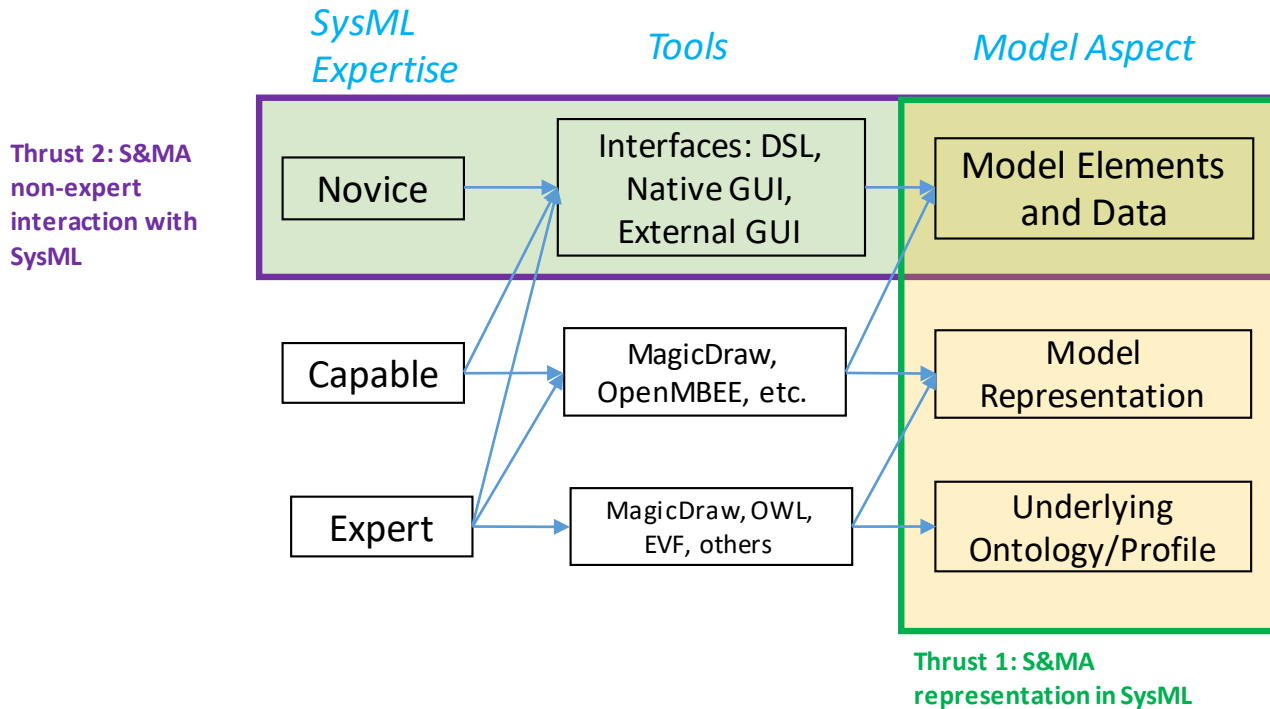 SysML
Expertise
Tools
Model Aspect
Thrust 2: S&MA
non-expert
interaction with
SysML
Novice
Interfaces: DSL,
Native GUI,
External GUI
Model Elements
and Data
Capable
MagicDraw,
OpenMBEE, etc.
Model
Representation
Expert
MagicDraw, OWL,
EVF, others
Underlying
Ontology/Profile
Thrust 1: S&MA
representation in SysML